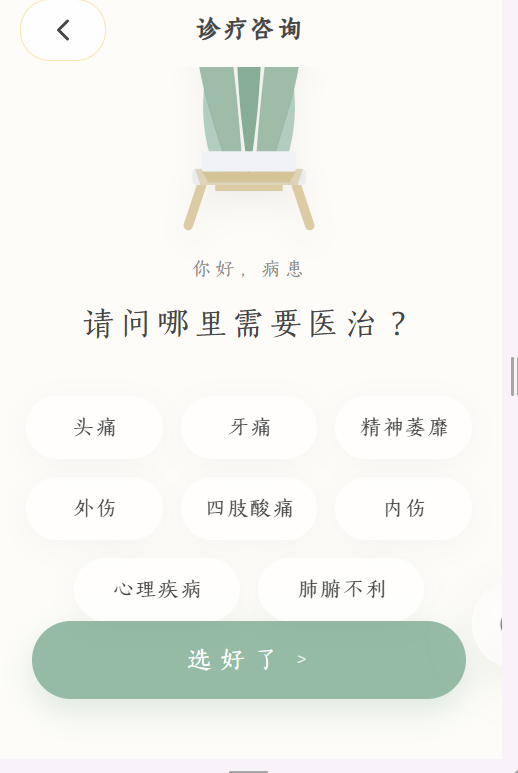 诊疗咨询
你好，病患
请问哪里需要医治？
头痛 牙痛 精神萎靡
外伤 四肢酸痛 内伤
心理疾病 肺腑不利
选好了 >